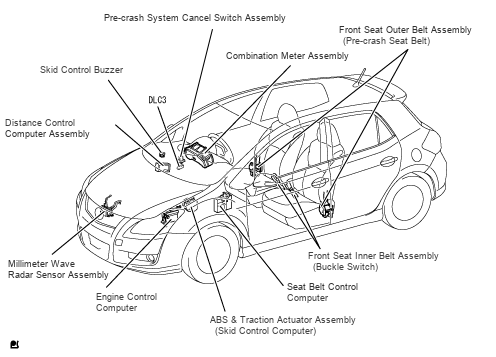 Pre-crash System Cancel Switch Assembly
Front Seat Outer Belt Assembly
(Pre-crash Seat Belt)
Combination Meter Assembly
Skid Control Buzzer
DLC3
Distance Control
Computer Assembly
Millimeter Wave
Radar Sensor Assembly
Front Seat Inner Belt Assembly
(Buckle Switch)
Seat Belt Control
Computer
Engine Control
Computer
ABS & Traction Actuator Assembly
(Skid Control Computer)